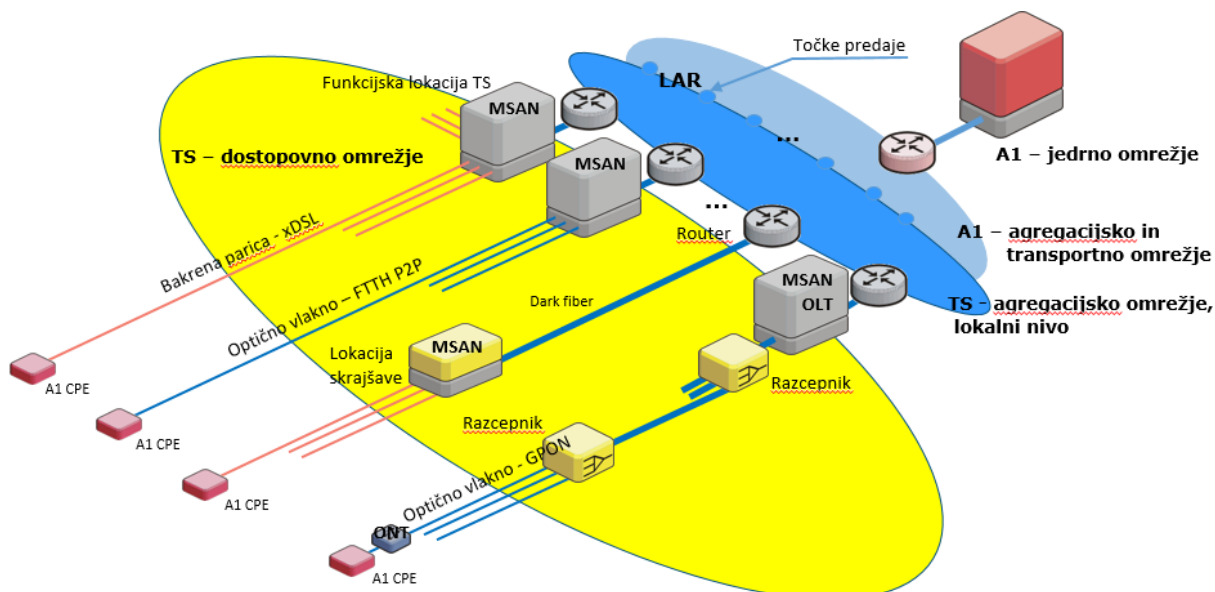 Točke predaje
LAR
Funkcijska lokacija TS
MSAN
...
A1 – jedrno omrežje
TS – dostopovno omrežje
MSAN
...
Router
A1 – agregacijsko in
transportno omrežje
Bakrena parica - xDSL
MSAN
OLT
TS - agregacijsko omrežje,
lokalni nivo
Optično vlakno – FTTH P2P
Dark fiber
MSAN
Lokacija
skrajšave
A1 CPE
Razcepnik
A1 CPE
Razcepnik
Optično vlakno - GPON
A1 CPE
ONT
A1 CPE